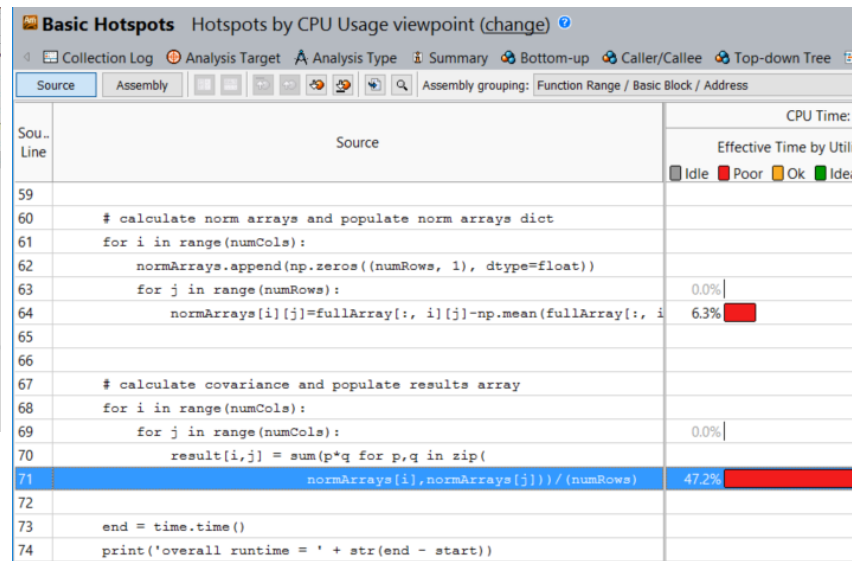 Basic Hotspots Hotspots by CPU Usage viewpoint (change)
Collection Log Analysis Target Analysis Type Summary Bottom-up Caller/Callee Top-down Tree
Source Assembly Assembly grouping: Function Range / Basic Block / Address
Sou.. Line Source CPU Time:
Effective Time by Util
Idle Poor Ok Idea
59
60 # calculate norm arrays and populate norm arrays dict
61 for i in range(numCols):
62 normArrays.append(np.zeros((numRows, 1), dtype=float))
63 for j in range(numRows): 0.0%
64 normArrays[i][j]=fullArray[:, i][j]-np.mean(fullArray[:, i 6.3%
65
66
67 # calculate covariance and populate results array
68 for i in range(numCols):
69 for j in range(numCols): 0.0%
70 result[i,j] = sum(p*q for p,q in zip(
71 normArrays[i],normArrays[j]))/(numRows) 47.2%
72
73 end = time.time()
74 print('overall runtime = ' + str(end - start))